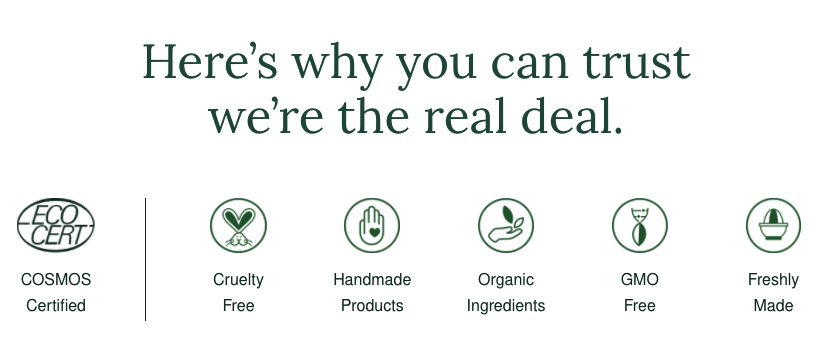 Here’s why you can trust
we’re the real deal.
ECO
CERT
COSMOS
Certified
Cruelty
Free
Handmade
Products
Organic
Ingredients
GMO
Free
Freshly
Made